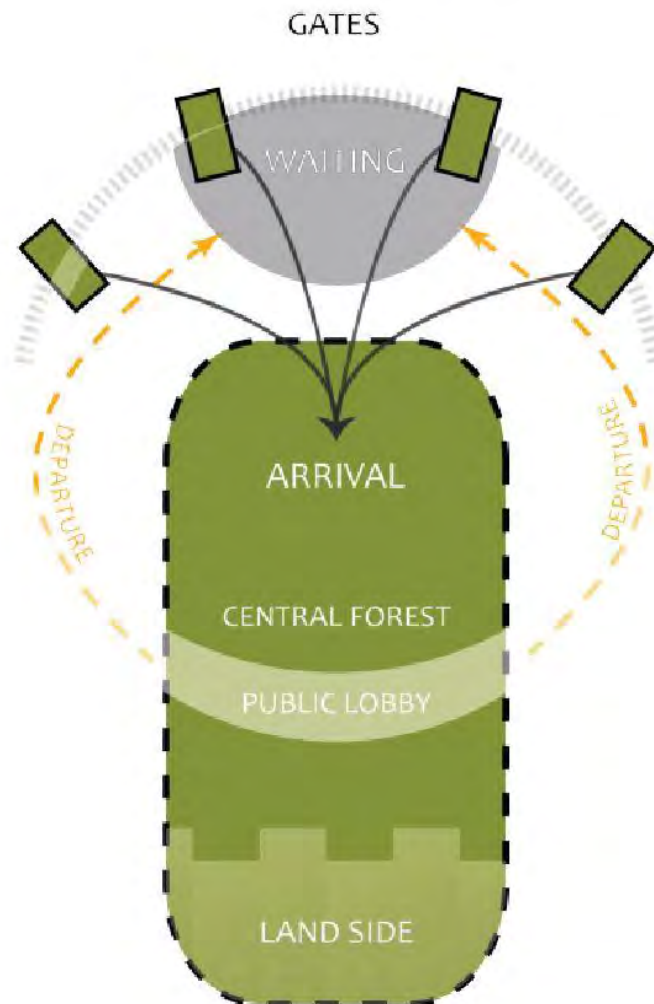 GATES
WAITING
DEPARTURE
DEPARTURE
ARRIVAL
CENTRAL FOREST
PUBLIC LOBBY
LAND SIDE